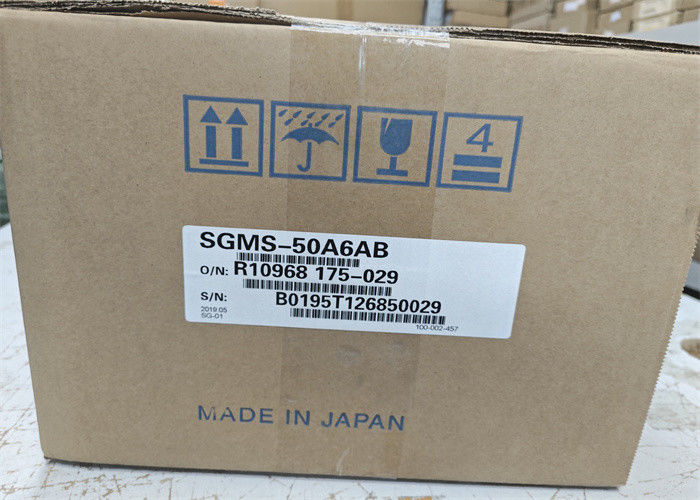 4
SGMS-50A6AB
O/N: R10968 175-029
S/N: B0195T126850029
2019.05
SG-01
100-002-457
MADE IN JAPAN